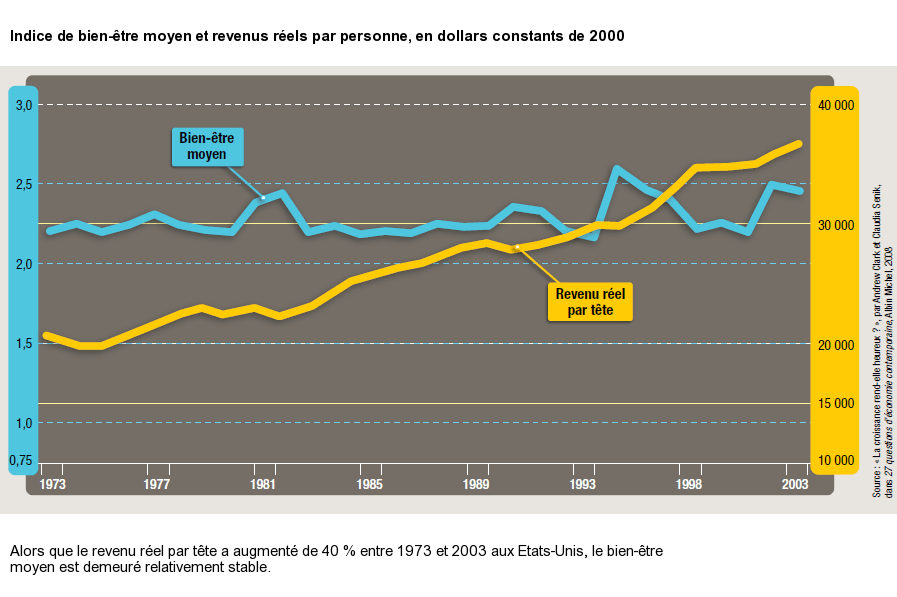 Indice de bien-être moyen et revenus réels par personne, en dollars constants de 2000
3,0
2,5
2,0
1,5
1,0
0,75
Bien-être
moyen
Revenu réel
par tête
40 000
30 000
20 000
15 000
10 000
1973
1977
1981
1985
1989
1993
1998
2003
Source : « La croissance rend-elle heureux ? », par Andrew Clark et Claudia Senik,
dans 27 questions d'économie contemporaine, Albin Michel, 2008
Alors que le revenu réel par tête a augmenté de 40 % entre 1973 et 2003 aux Etats-Unis, le bien-être
moyen est demeuré relativement stable.